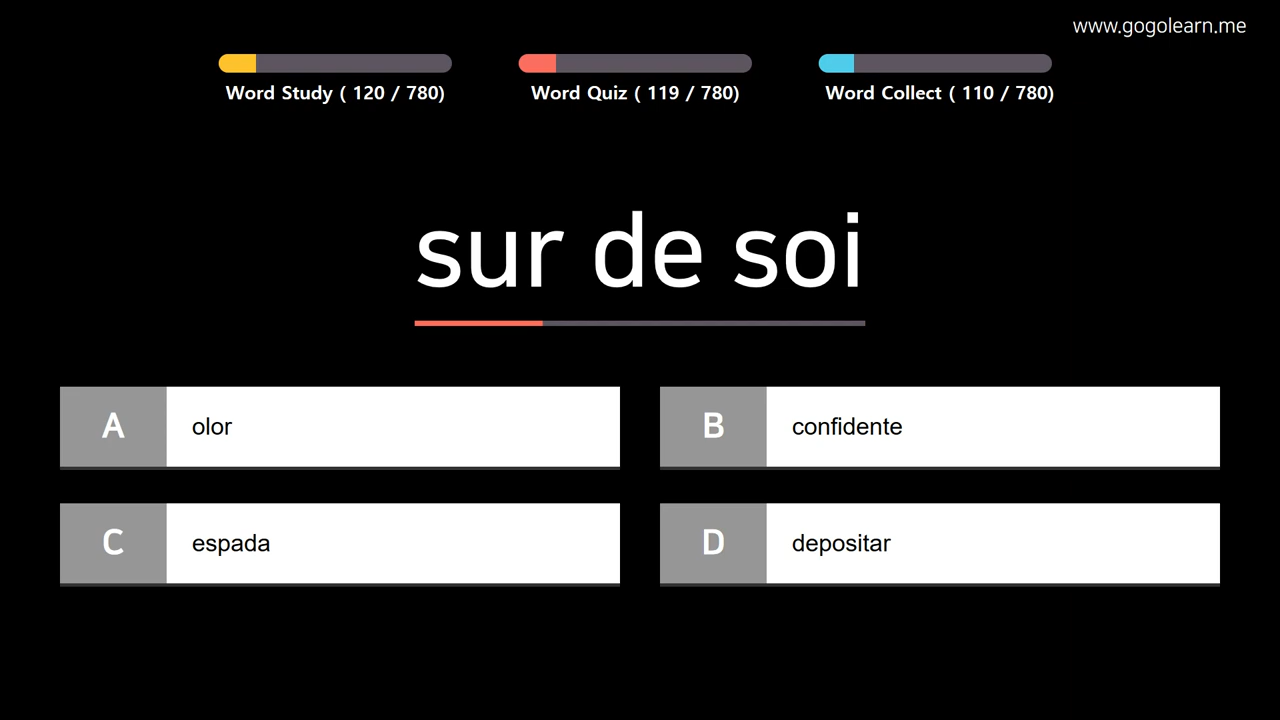 www.gogolearn.me
Word Study ( 120 / 780)
Word Quiz ( 119 / 780)
Word Collect ( 110 / 780)
sur de soi
A olor
B confidente
C espada
D depositar